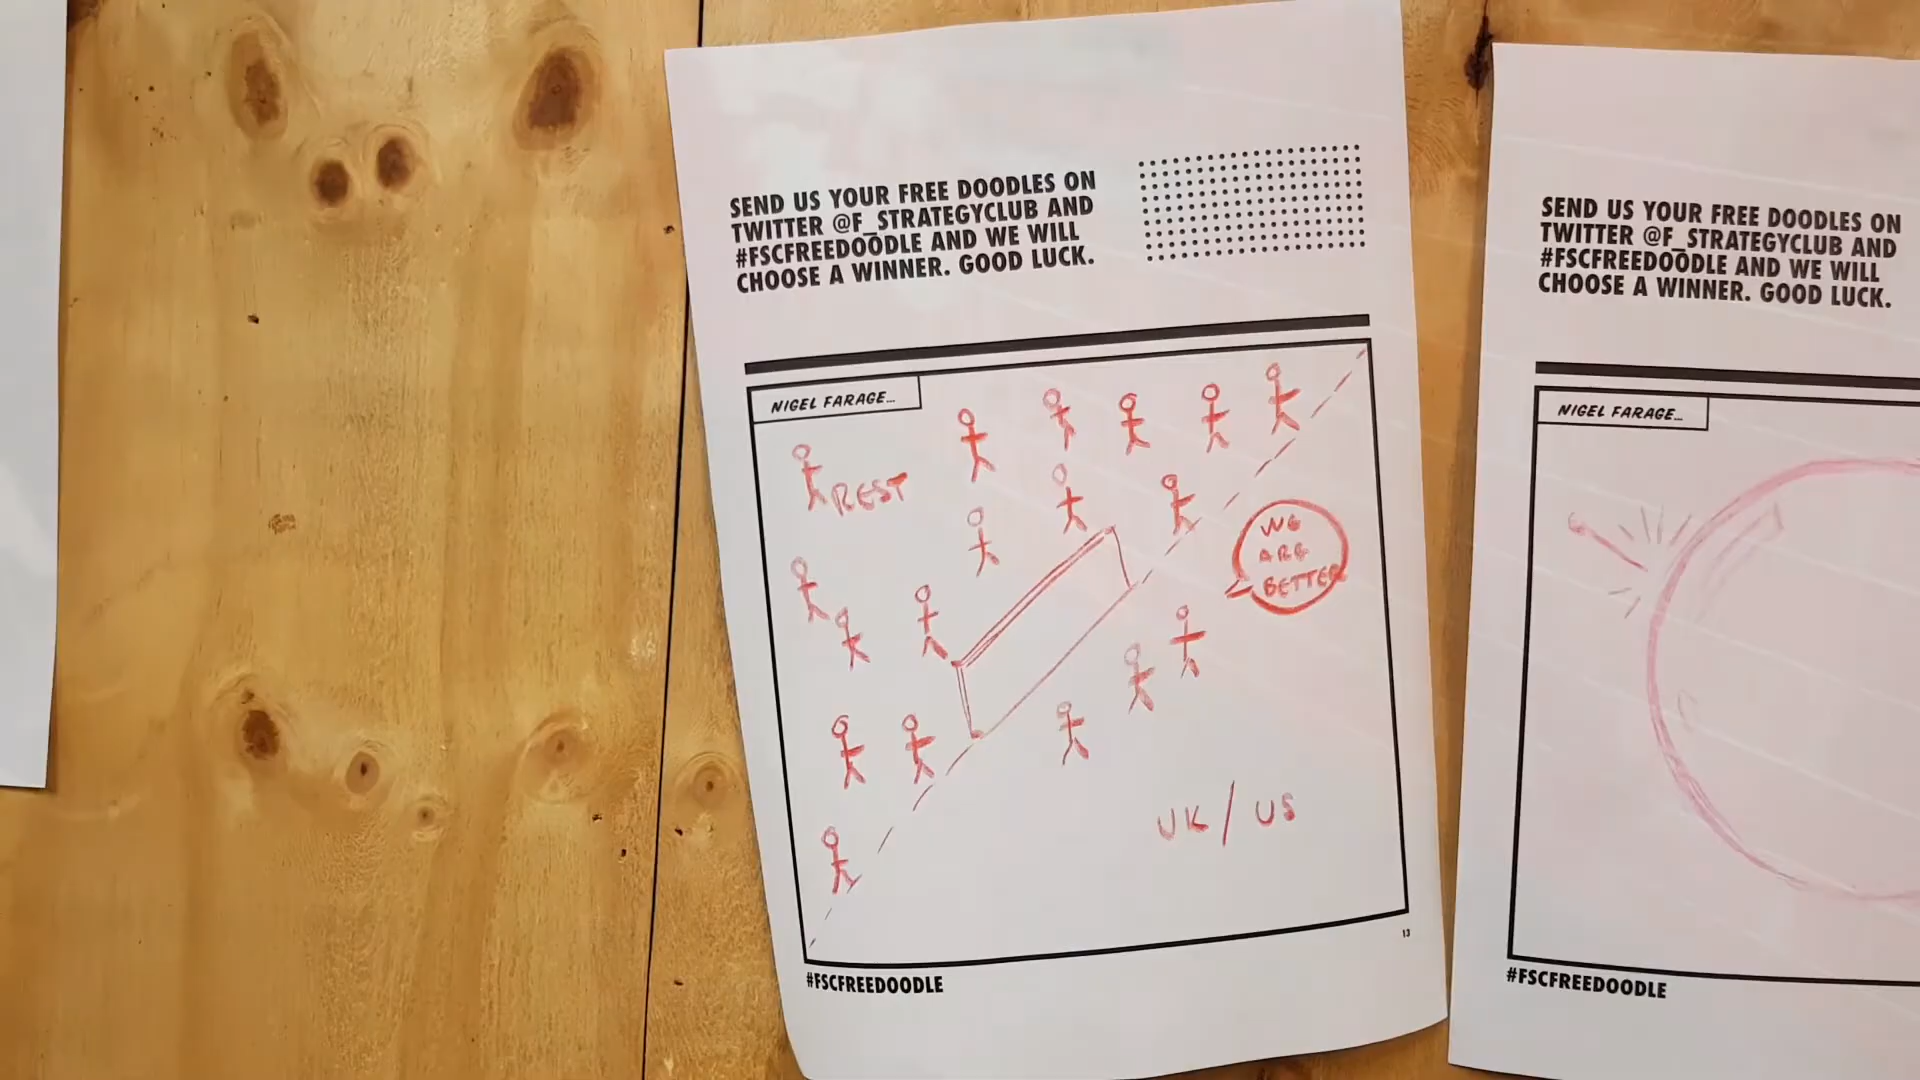 SEND US YOUR FREE DOODLES ON
TWITTER @F_STRATEGYCLUB AND
#FSCFREEDOODLE AND WE WILL
CHOOSE A WINNER. GOOD LUCK.
NIGEL FARAGE...
REST
WE
ARE
BETTER
UK / US
13
#FSCFREEDOODLE
SEND US YOUR FREE DOODLES ON
TWITTER @F_STRATEGYCLUB AND
#FSCFREEDOODLE AND WE WILL
CHOOSE A WINNER. GOOD LUCK.
NIGEL FARAGE...
#FSCFREEDOODLE